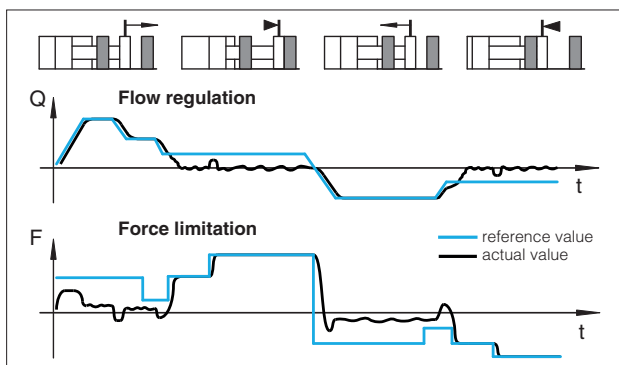 Q
Flow regulation
t
F
Force limitation
reference value
actual value
t